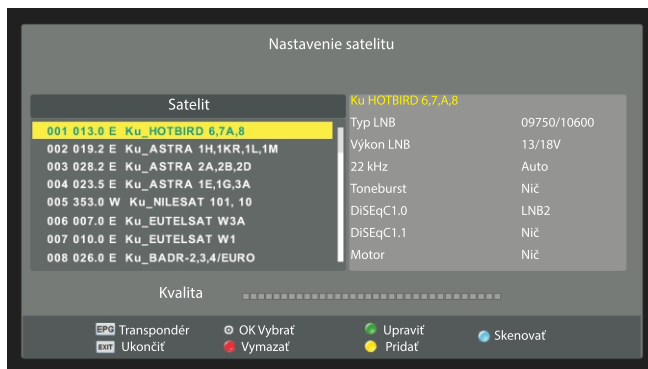 Nastavenie satelitu
Satelit
001 013.0 E Ku_HOTBIRD 6,7A,8
002 019.2 E Ku_ASTRA 1H,1KR,1L,1M
003 028.2 E Ku_ASTRA 2A,2B,2D
004 023.5 E Ku_ASTRA 1E,1G,3A
005 353.0 W Ku_NILESAT 101, 10
006 007.0 E Ku_EUTELSAT W3A
007 010.0 E Ku_EUTELSAT W1
008 026.0 E Ku_BADR-2,3,4/EURO
Ku HOTBIRD 6,7,A,8
Typ LNB 09750/10600
Výkon LNB 13/18V
22 kHz Auto
Toneburst Nič
DiSEqC1.0 LNB2
DiSEqC1.1 Nič
Motor Nič
Kvalita
EPG Transpondér OK Vybrať Upraviť Skenovať
EXIT Ukončiť Vymazať Pridať